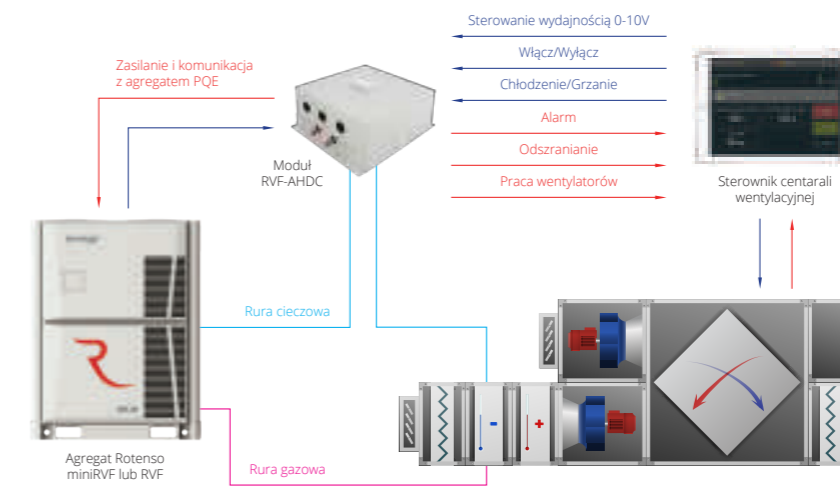 Sterowanie wydajnością 0-10V
Włącz/Wyłącz
Chłodzenie/Grzanie
Alarm
Odszranianie
Praca wentylatorów
Zasilanie i komunikacja
z agregatem PQE
Moduł
RVF-AHDC
Sterownik centarali
wentylacyjnej
Rura cieczowa
Rura gazowa
Agregat Rotenso
miniRVF lub RVF
- +